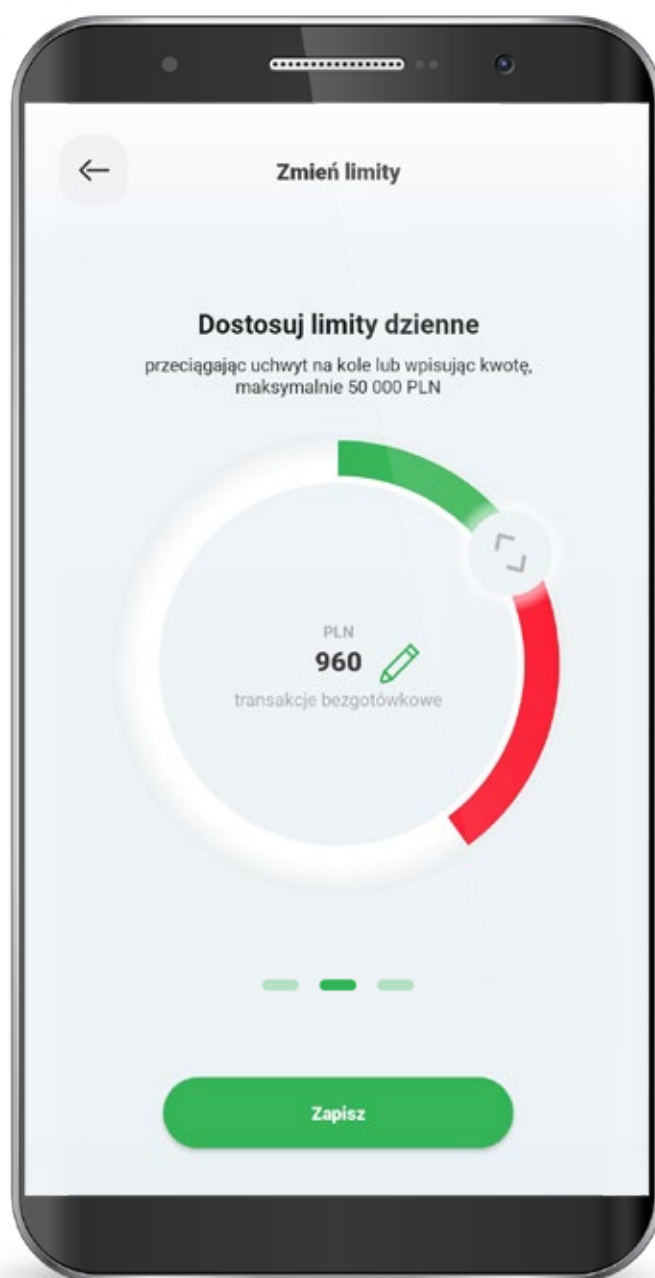 Zmień limity
Dostosuj limity dzienne
przeciągając uchwyt na kole lub wpisując kwotę,
maksymalnie 50 000 PLN
PLN
960
transakcje bezgotówkowe
Zapisz